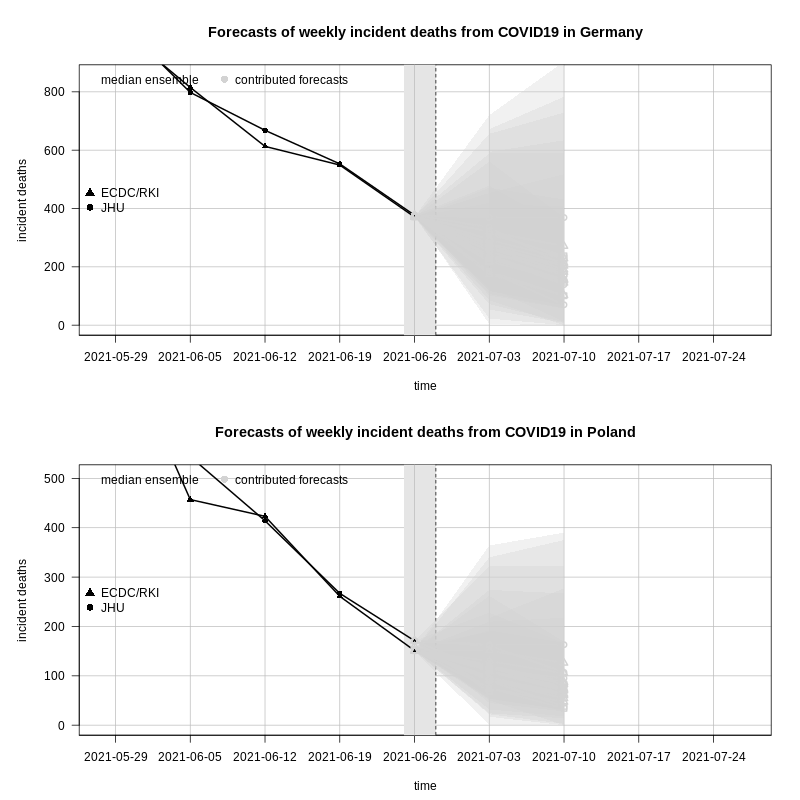 Forecasts of weekly incident deaths from COVID19 in Germany
median ensemble contributed forecasts
800
600
400
200
0
incident deaths
ECDC/RKI
JHU
2021-05-29 2021-06-05 2021-06-12 2021-06-19 2021-06-26 2021-07-03 2021-07-10 2021-07-17 2021-07-24
time
Forecasts of weekly incident deaths from COVID19 in Poland
median ensemble contributed forecasts
500
400
300
200
100
0
incident deaths
ECDC/RKI
JHU
2021-05-29 2021-06-05 2021-06-12 2021-06-19 2021-06-26 2021-07-03 2021-07-10 2021-07-17 2021-07-24
time